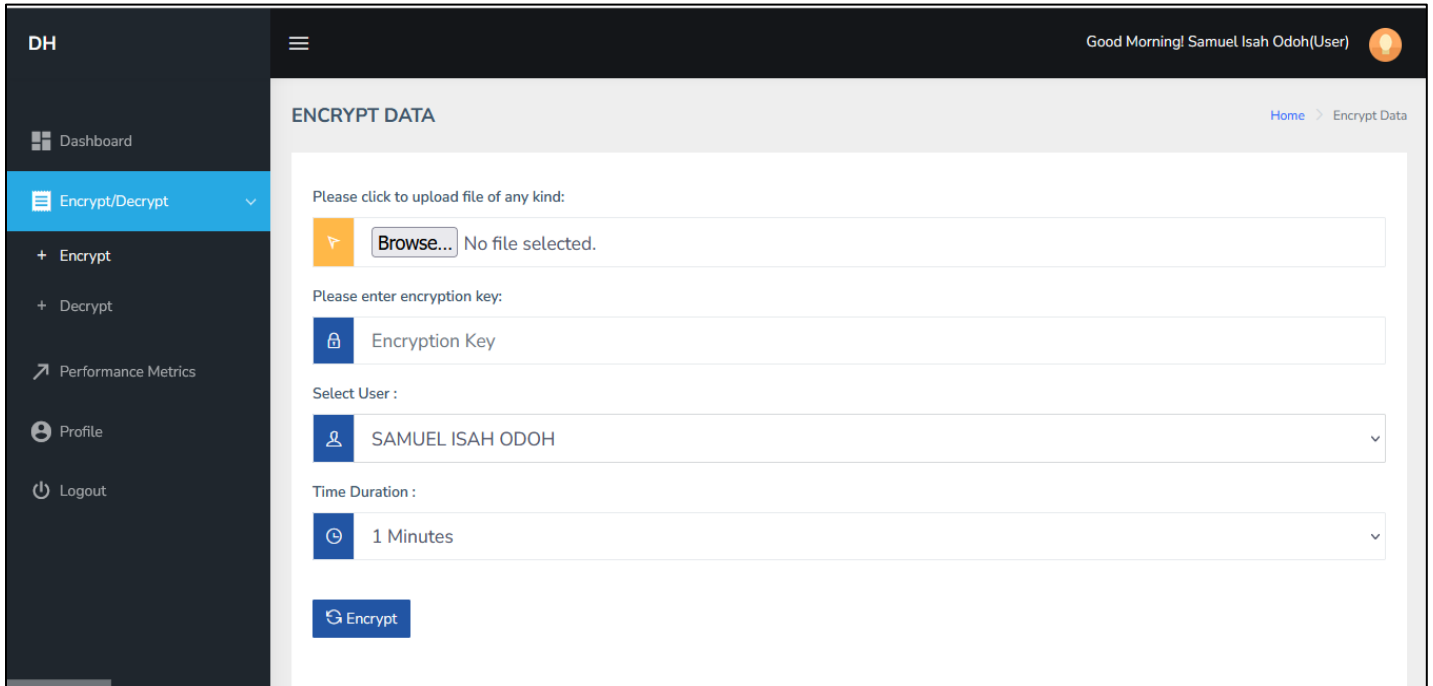 DH
Good Morning! Samuel Isah Odoh(User)
ENCRYPT DATA
Home > Encrypt Data
Dashboard
Encrypt/Decrypt
+ Encrypt
+ Decrypt
Performance Metrics
Profile
Logout
Please click to upload file of any kind:
Browse... No file selected.
Please enter encryption key:
Encryption Key
Select User :
SAMUEL ISAH ODOH
Time Duration :
1 Minutes
Encrypt